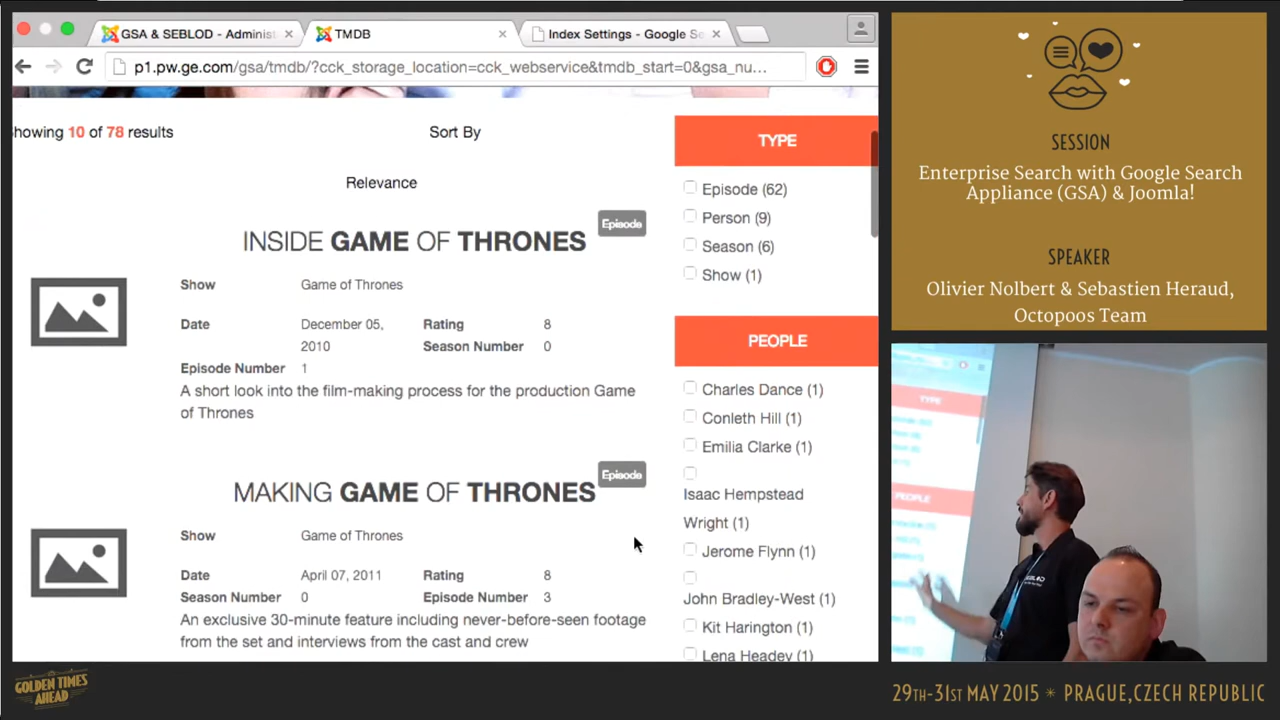 GSA & SEBLOD - Administ
TMDB
Index Settings - Google Se
p1.pw.ge.com/gsa/tmdb/?cck_storage_location=cck_webservice&tmdb_start=0&gsa_nu...
howing 10 of 78 results
Sort By
Relevance
Episode
INSIDE GAME OF THRONES
Show Game of Thrones
Date December 05, 2010
Rating 8
Season Number 0
Episode Number 1
A short look into the film-making process for the production Game
of Thrones
Episode
MAKING GAME OF THRONES
Show Game of Thrones
Date April 07, 2011
Rating 8
Season Number 0
Episode Number 3
An exclusive 30-minute feature including never-before-seen footage
from the set and interviews from the cast and crew
TYPE
Episode (62)
Person (9)
Season (6)
Show (1)
PEOPLE
Charles Dance (1)
Conleth Hill (1)
Emilia Clarke (1)
Isaac Hempstead
Wright (1)
Jerome Flynn (1)
John Bradley-West (1)
Kit Harington (1)
Lena Headey (1)
SESSION
Enterprise Search with Google Search
Appliance (GSA) & Joomla!
SPEAKER
Olivier Nolbert & Sebastien Heraud,
Octopoos Team
TYPE
PEOPLE
GOLDEN TIMES
AHEAD
29TH-31ST MAY 2015 * PRAGUE,CZECH REPUBLIC